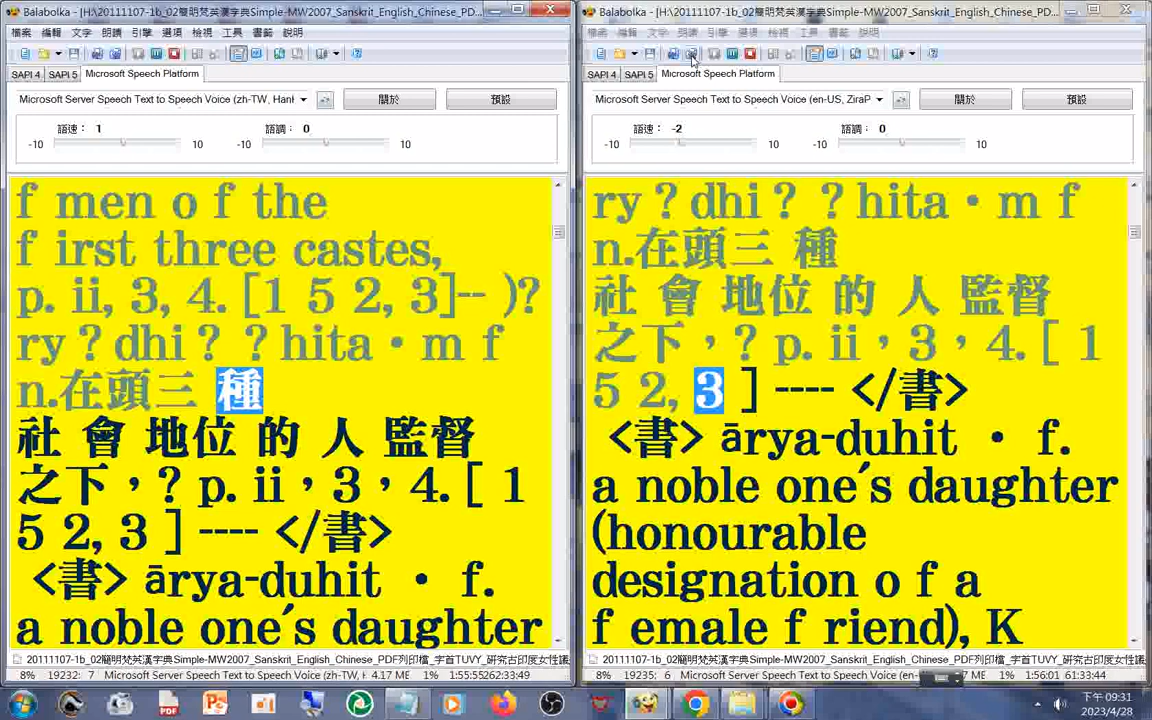 Balabolka - [H:\20111107-1b_02簡明梵英漢字典Simple-MW2007_Sanskrit_English_Chinese_PD...
檔案 編輯 文字 朗讀 引擎 選項 檢視 工具 書籤 說明
SAPI 4 SAPI 5 Microsoft Speech Platform
Microsoft Server Speech Text to Speech Voice (zh-TW, Hanl 關於 預設
語速： 1 語調： 0
-10 10 -10 10
f men o f the
f irst three castes,
p. ii, 3, 4. [1 5 2, 3]-- )?
ry ? dhi ? ? hita • m f
n.在頭三 種
社 會 地位 的 人 監督
之下，? p. ii，3，4. [ 1
5 2, 3 ] ---- </書>
<書> ārya-duhit • f.
a noble one′s daughter
20111107-1b_02簡明梵英漢字典Simple-MW2007_Sanskrit_English_Chinese_PDF列印檔_字首TUVY_研究古印度女性議
8% 19232: 7 Microsoft Server Speech Text to Speech Voice (zh-TW, H 4.17 ME 1% 1:55:55262:33:49
Balabolka - [H:\20111107-1b_02簡明梵英漢字典Simple-MW2007_Sanskrit_English_Chinese_PDF...
檔案 編輯 文字 朗讀 引擎 選項 檢視 工具 書籤 說明
SAPI 4 SAPI 5 Microsoft Speech Platform
Microsoft Server Speech Text to Speech Voice (en-US, ZiraP 關於 預設
語速： -2 語調： 0
-10 10 -10 10
ry ? dhi ? ? hita • m f
n.在頭三 種
社 會 地位 的 人 監督
之下，? p. ii，3，4. [ 1
5 2, 3 ] ---- </書>
<書> ārya-duhit • f.
a noble one′s daughter
(honourable
designation o f a
f emale f riend), K
20111107-1b_02簡明梵英漢字典Simple-MW2007_Sanskrit_English_Chinese_PDF列印檔_字首TUVY_研究古印度女性議
8% 19235: 6 Microsoft Server Speech Text to Speech Voice 1% 1:56:01 61:33:44
下午 09:31
2023/4/28